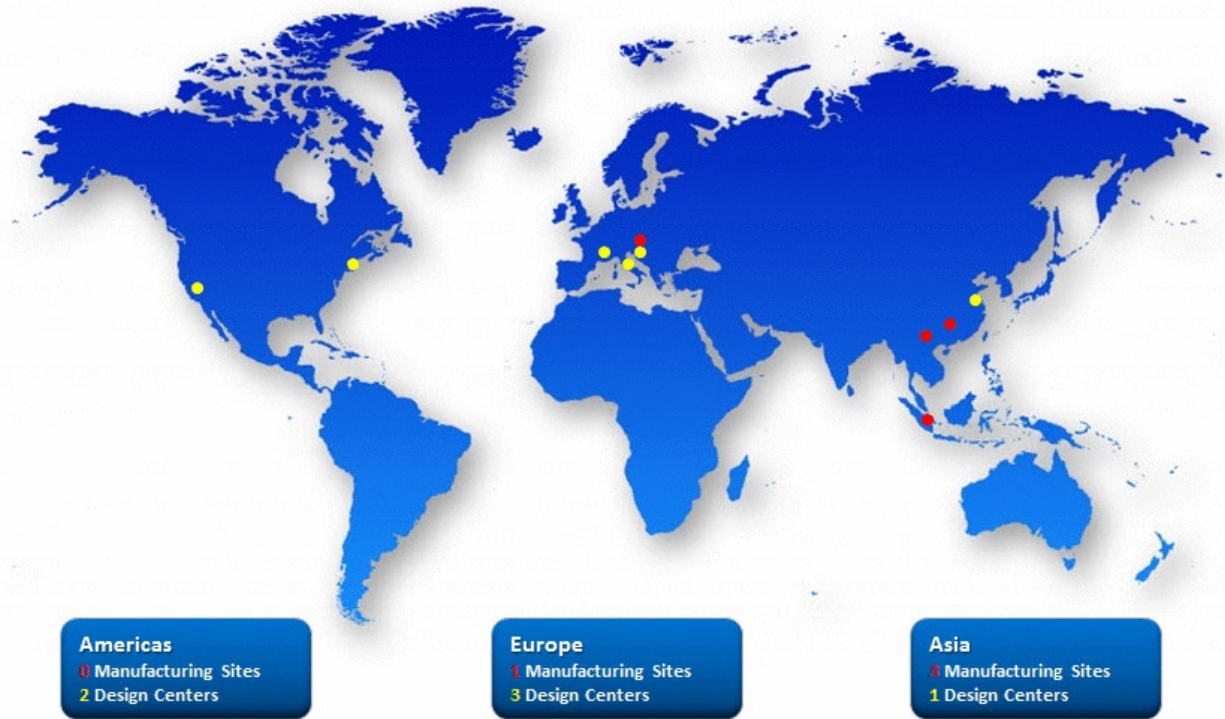 Americas
0 Manufacturing Sites
2 Design Centers
Europe
1 Manufacturing Sites
3 Design Centers
Asia
3 Manufacturing Sites
1 Design Centers